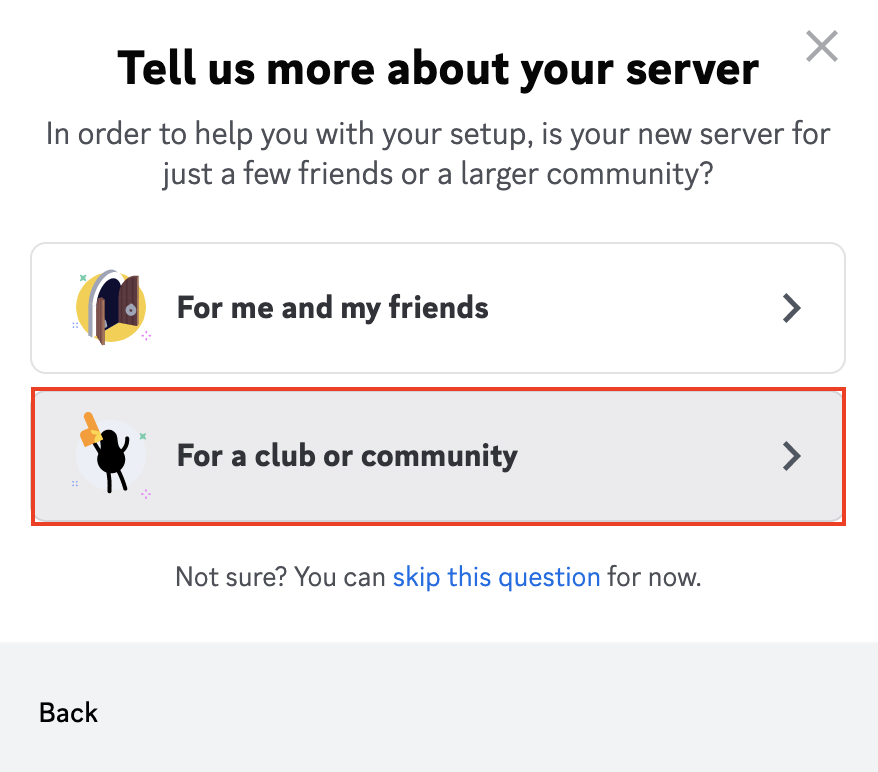 Tell us more about your server
In order to help you with your setup, is your new server for
just a few friends or a larger community?
For me and my friends
For a club or community
Not sure? You can skip this question for now.
Back